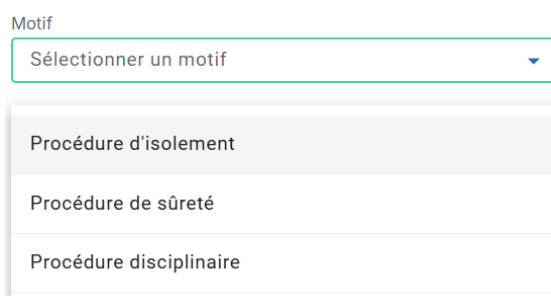 Motif
Sélectionner un motif
Procédure d'isolement
Procédure de sûreté
Procédure disciplinaire